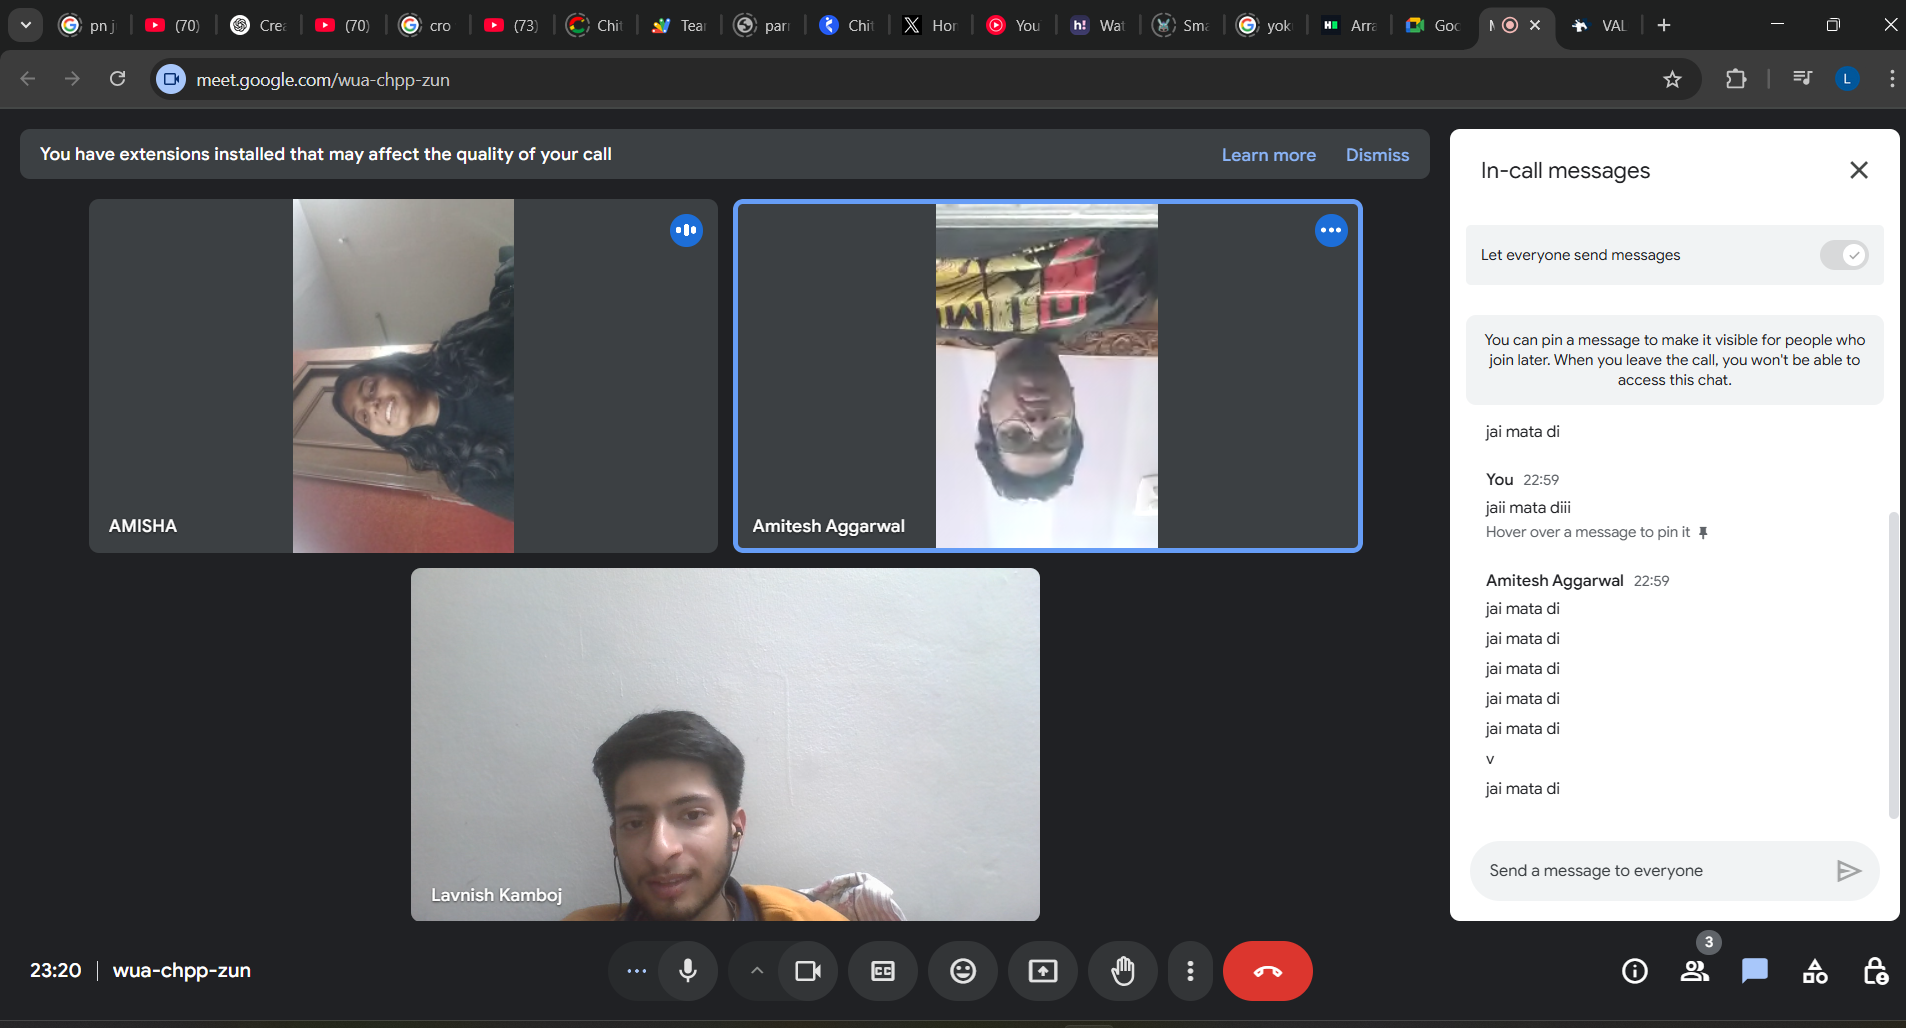 pn j
(70)
Crea
(70)
cro
(73)
Chit
Tear
parr
Chit
Hor
You
h!
Wat
Sma
yok
Arra
Goo
VAL
meet.google.com/wua-chpp-zun
L
You have extensions installed that may affect the quality of your call
Learn more
Dismiss
AMISHA
Amitesh Aggarwal
Lavnish Kamboj
In-call messages
Let everyone send messages
You can pin a message to make it visible for people who
join later. When you leave the call, you won't be able to
access this chat.
jai mata di
You 22:59
jaii mata diii
Hover over a message to pin it
Amitesh Aggarwal 22:59
jai mata di
jai mata di
jai mata di
jai mata di
jai mata di
v
jai mata di
Send a message to everyone
23:20 | wua-chpp-zun
CC
3